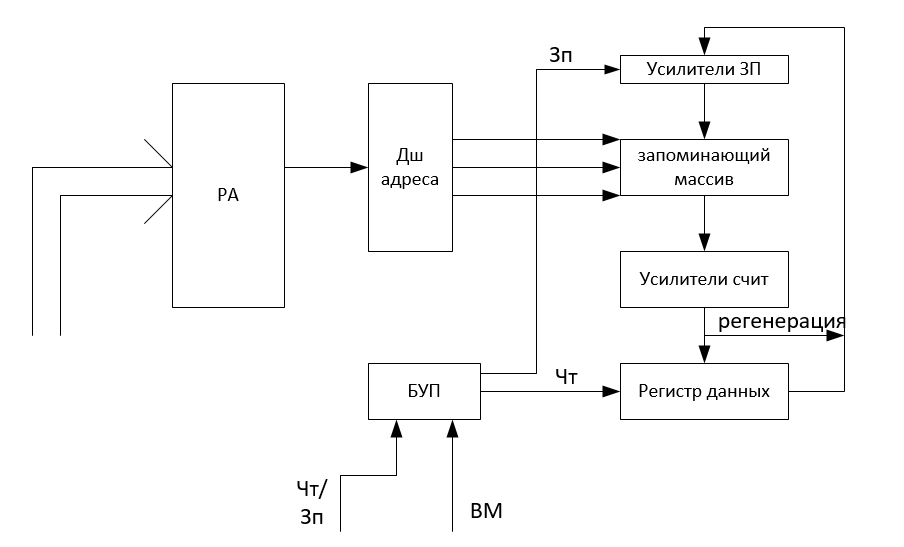 Зп
Усилители ЗП
РА
Дш
адреса
запоминающий
массив
Усилители счит
регенерация
БУП
Чт
Регистр данных
Чт/
Зп
ВМ